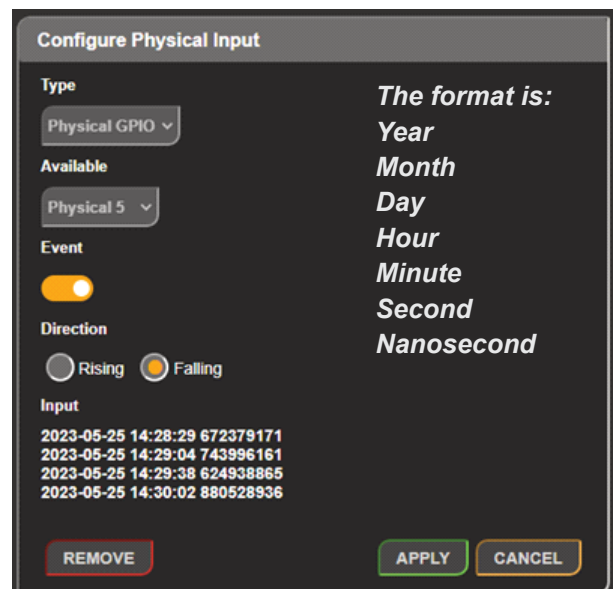 Configure Physical Input
Type
Physical GPIO
Available
Physical 5
Event
Direction
Rising
Falling
Input
2023-05-25 14:28:29 672379171
2023-05-25 14:29:04 743996161
2023-05-25 14:29:38 624938865
2023-05-25 14:30:02 880528936
REMOVE
APPLY
CANCEL
The format is:
Year
Month
Day
Hour
Minute
Second
Nanosecond